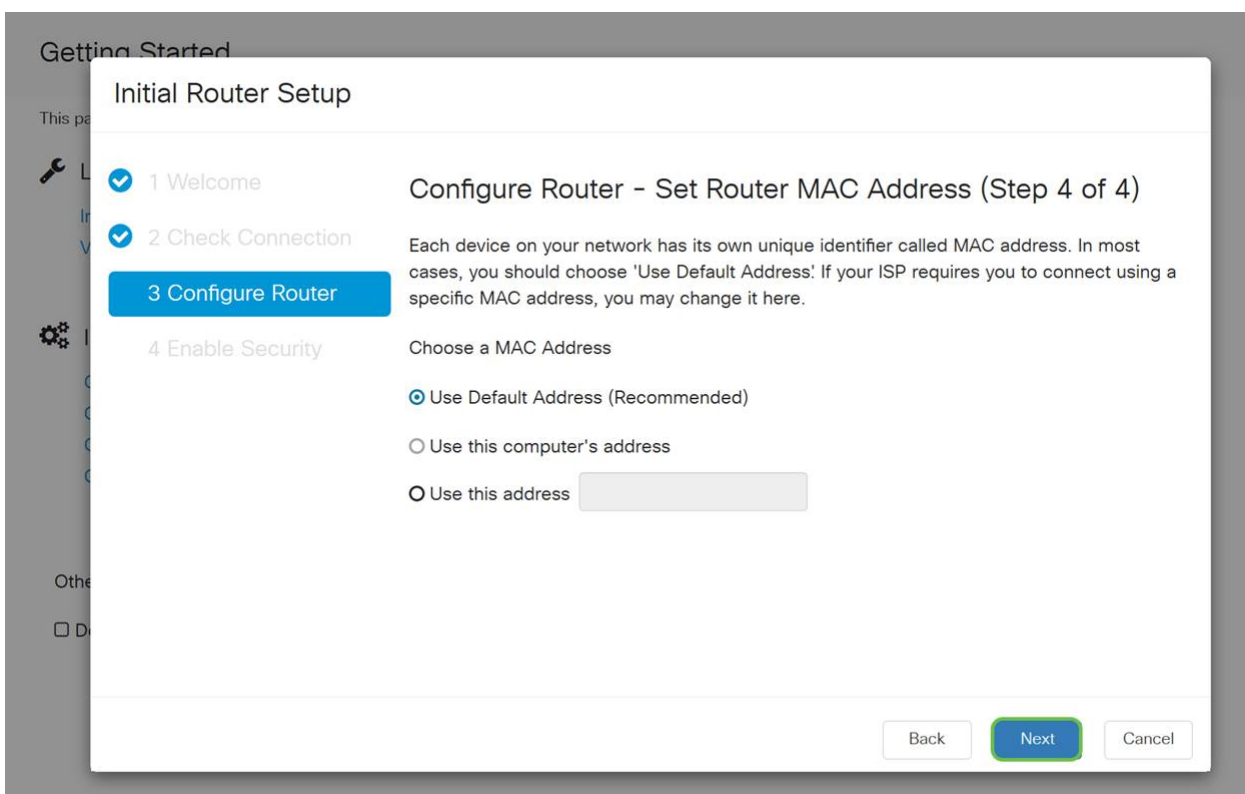 Getting Started
Initial Router Setup
This pa
1 Welcome
2 Check Connection
3 Configure Router
4 Enable Security
Configure Router - Set Router MAC Address (Step 4 of 4)
Each device on your network has its own unique identifier called MAC address. In most
cases, you should choose 'Use Default Address.' If your ISP requires you to connect using a
specific MAC address, you may change it here.
Choose a MAC Address
Use Default Address (Recommended)
Use this computer's address
Use this address
Othe
Back
Next
Cancel